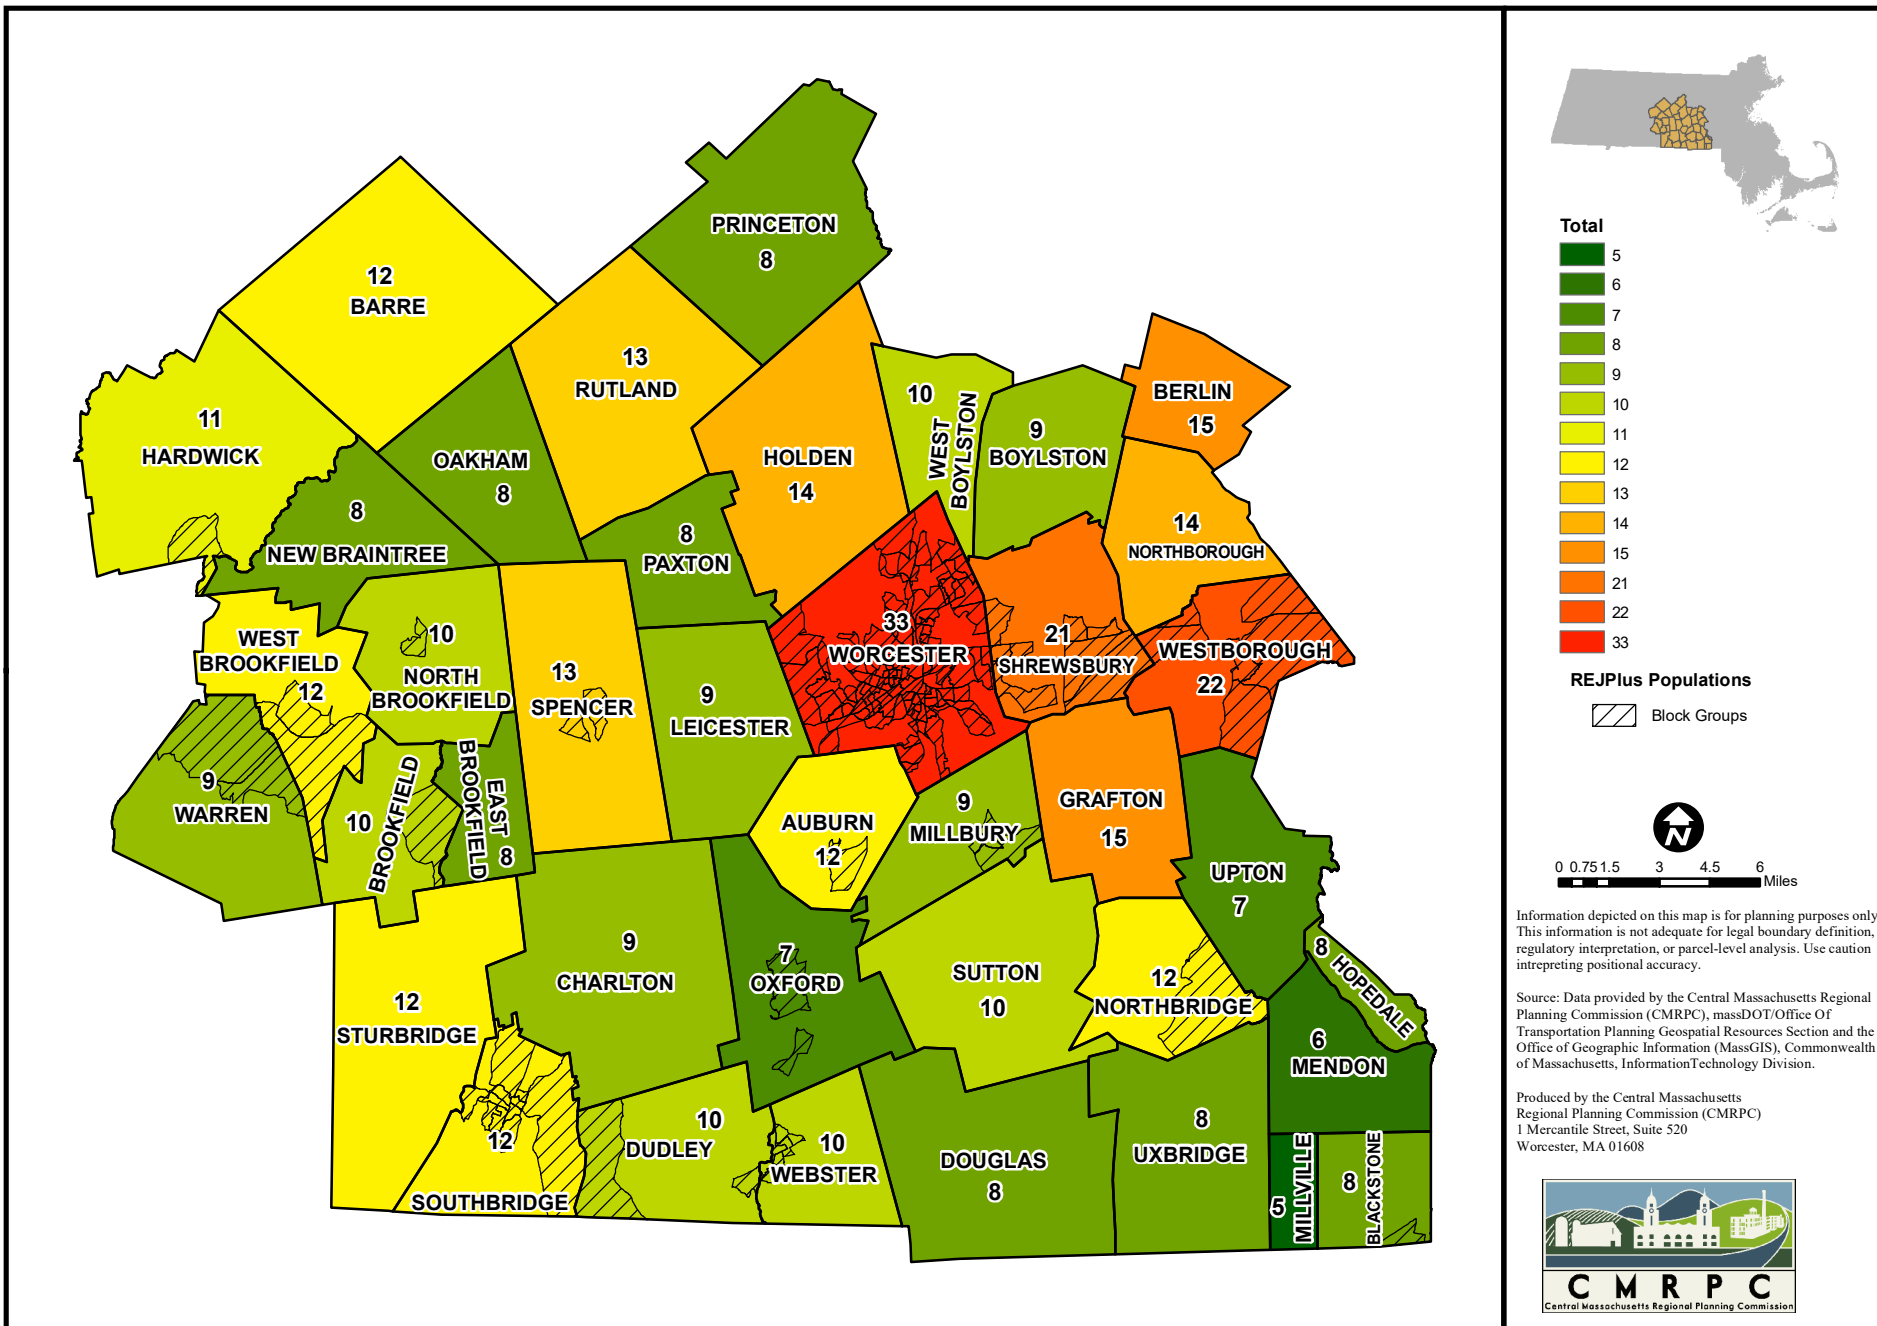 PRINCETON
8
12
BARRE
13
RUTLAND
BERLIN
15
10
WEST
BOYLSTON
9
BOYLSTON
11
HARDWICK
OAKHAM
8
HOLDEN
14
8
NEW BRAINTREE
8
PAXTON
14
NORTHBOROUGH
33
WORCESTER
21
SHREWSBURY
WESTBOROUGH
22
WEST
BROOKFIELD
12
10
NORTH
BROOKFIELD
13
SPENCER
9
LEICESTER
9
WARREN
10
BROOKFIELD
EAST
BROOKFIELD
8
AUBURN
12
9
MILLBURY
GRAFTON
15
UPTON
7
9
CHARLTON
7
OXFORD
SUTTON
10
12
NORTHBRIDGE
8
HOPEDALE
12
STURBRIDGE
6
MENDON
12
SOUTHBRIDGE
10
DUDLEY
10
WEBSTER
DOUGLAS
8
8
UXBRIDGE
5
MILLVILLE
8
BLACKSTONE
Total
5
6
7
8
9
10
11
12
13
14
15
21
22
33
REJPlus Populations
Block Groups
N
0 0.75 1.5 3 4.5 6
Miles
Information depicted on this map is for planning purposes only
This information is not adequate for legal boundary definition,
regulatory interpretation, or parcel-level analysis. Use caution
intrepreting positional accuracy.
Source: Data provided by the Central Massachusetts Regional
Planning Commission (CMRPC), massDOT/Office Of
Transportation Planning Geospatial Resources Section and the
Office of Geographic Information (MassGIS), Commonwealth
of Massachusetts, InformationTechnology Division.
Produced by the Central Massachusetts
Regional Planning Commission (CMRPC)
1 Mercantile Street, Suite 520
Worcester, MA 01608
CMRPC
Central Massachusetts Regional Planning Commission